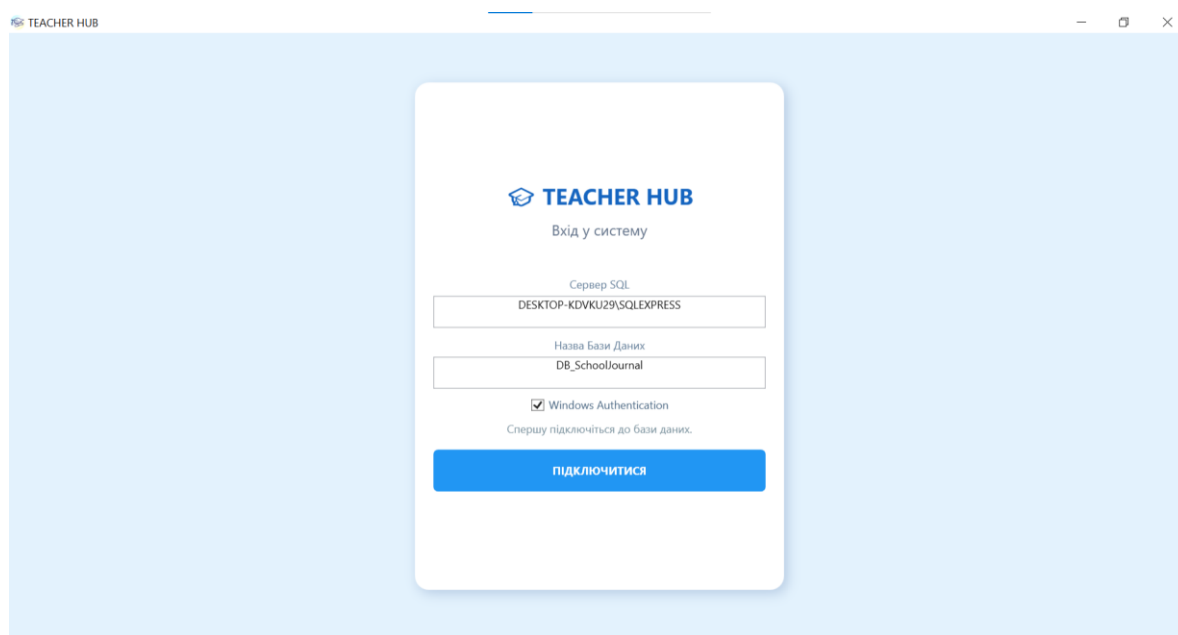 TEACHER HUB
TEACHER HUB
Вхід у систему
Сервер SQL
DESKTOP-KDVKU29\SQLEXPRESS
Назва Бази Даних
DB_SchoolJournal
Windows Authentication
Спершу підключіться до бази даних.
ПІДКЛЮЧИТИСЯ